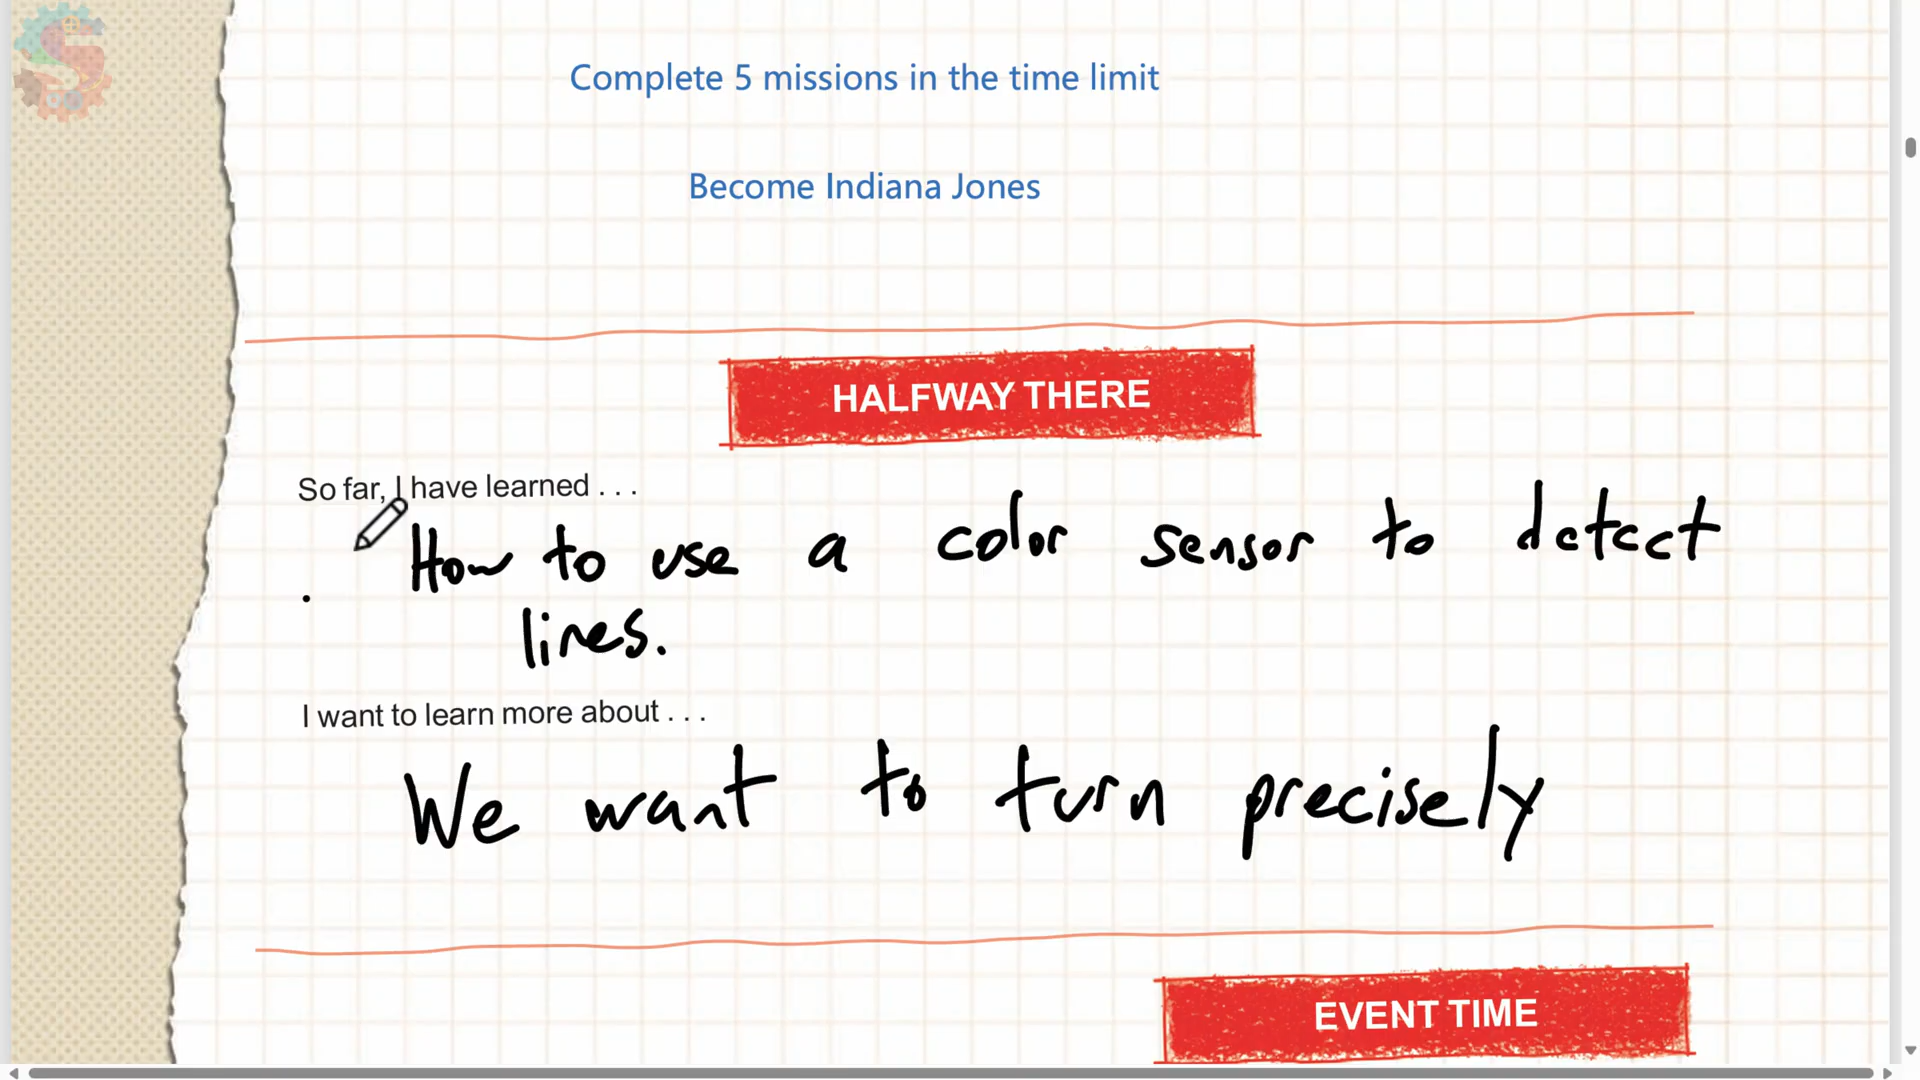 Complete 5 missions in the time limit
Become Indiana Jones
HALFWAY THERE
So far, I have learned . . .
How to use a color sensor to detect
lines.
I want to learn more about . . .
We want to turn precisely
EVENT TIME